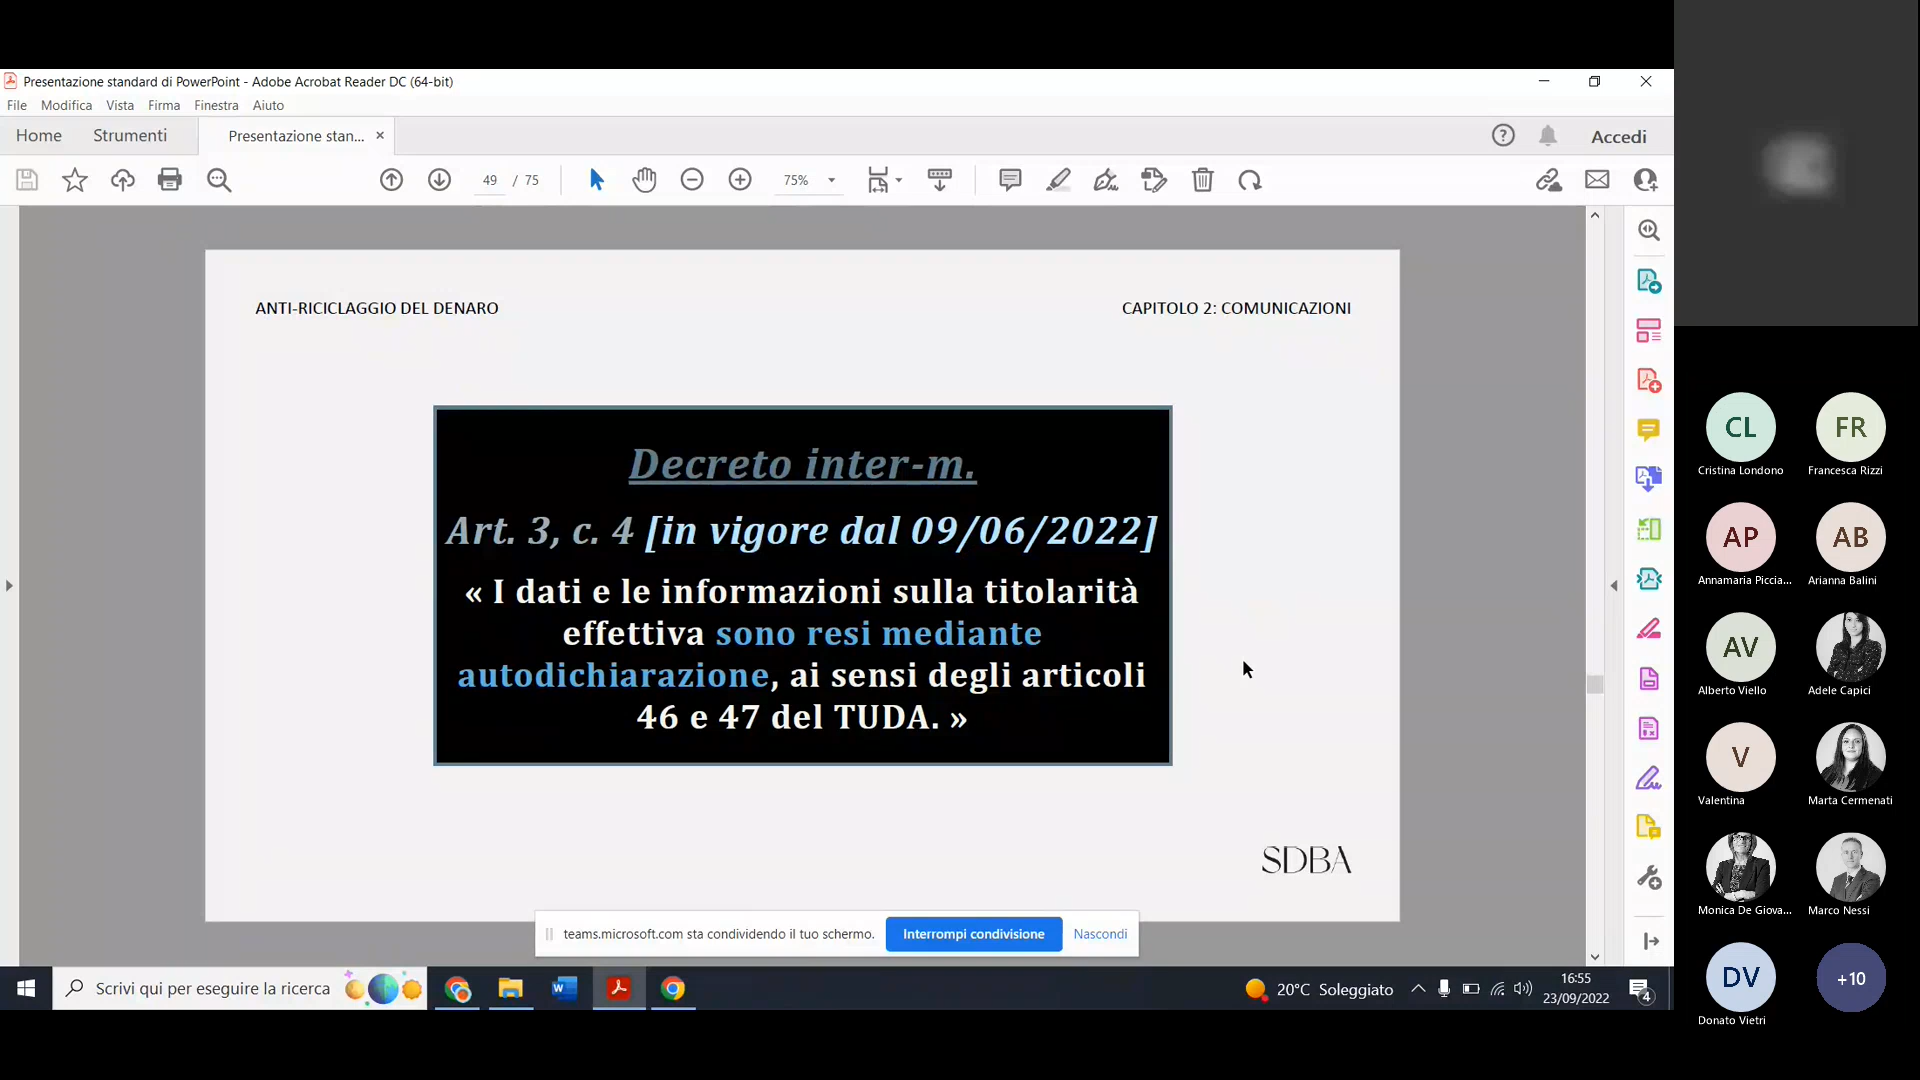 Presentazione standard di PowerPoint - Adobe Acrobat Reader DC (64-bit)
File Modifica Vista Firma Finestra Aiuto
Home Strumenti Presentazione stan... × Accedi
49 / 75 75%
ANTI-RICICLAGGIO DEL DENARO
CAPITOLO 2: COMUNICAZIONI
Decreto inter-m.
Art. 3, c. 4 [in vigore dal 09/06/2022]
« I dati e le informazioni sulla titolarità
effettiva sono resi mediante
autodichiarazione, ai sensi degli articoli
46 e 47 del TUDA. »
SDBA
teams.microsoft.com sta condividendo il tuo schermo. Interrompi condivisione Nascondi
Scrivi qui per eseguire la ricerca
20°C Soleggiato
16:55
23/09/2022
4
CL FR
Cristina Londono Francesca Rizzi
AP AB
Annamaria Piccia... Arianna Balini
AV
Alberto Viello Adele Capici
V
Valentina Marta Cermenati
Monica De Giova... Marco Nessi
DV +10
Donato Vietri